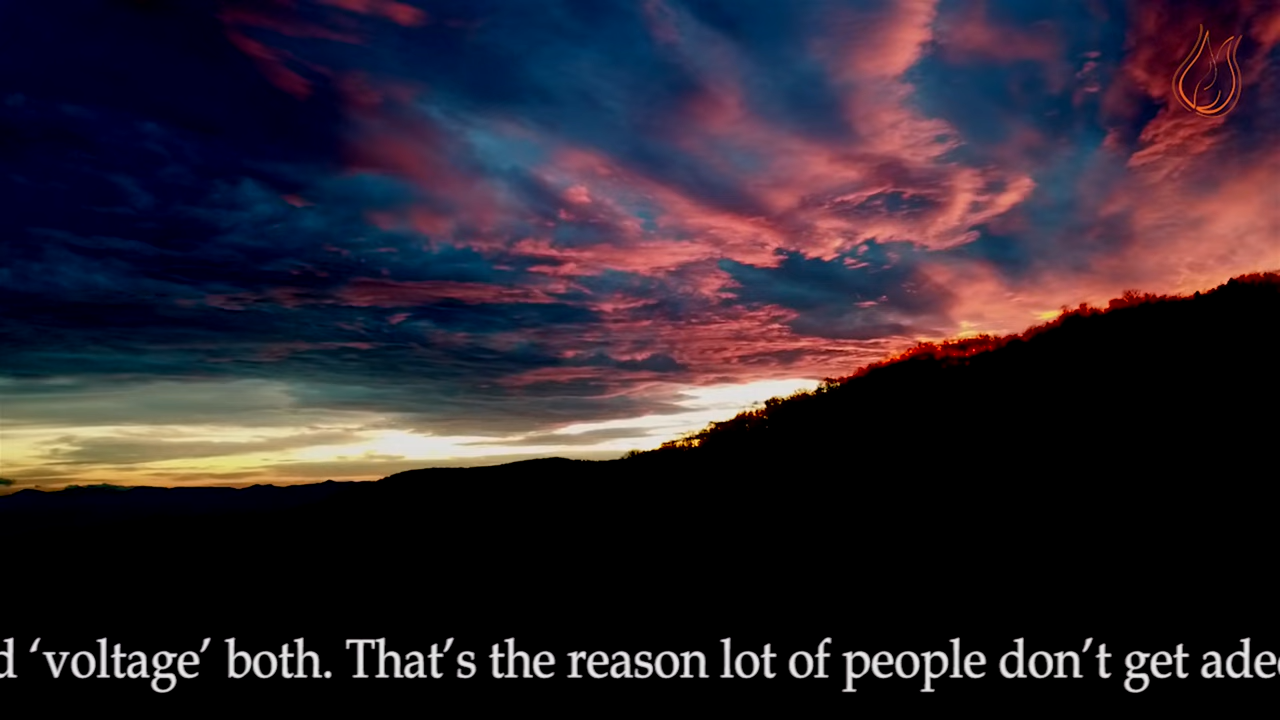 ‘voltage’ both. That’s the reason lot of people don’t get